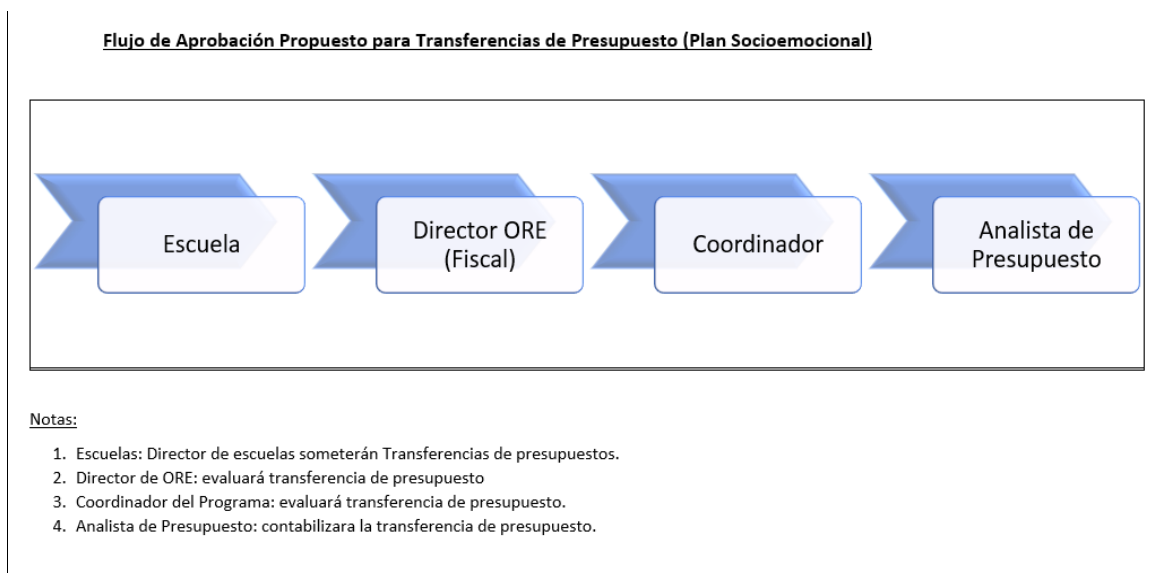 Flujo de Aprobación Propuesto para Transferencias de Presupuesto (Plan Socioemocional)
Escuela
Director ORE
(Fiscal)
Coordinador
Analista de
Presupuesto
Notas:
1. Escuelas: Director de escuelas someterán Transferencias de presupuestos.
2. Director de ORE: evaluará transferencia de presupuesto
3. Coordinador del Programa: evaluará transferencia de presupuesto.
4. Analista de Presupuesto: contabilizara la transferencia de presupuesto.